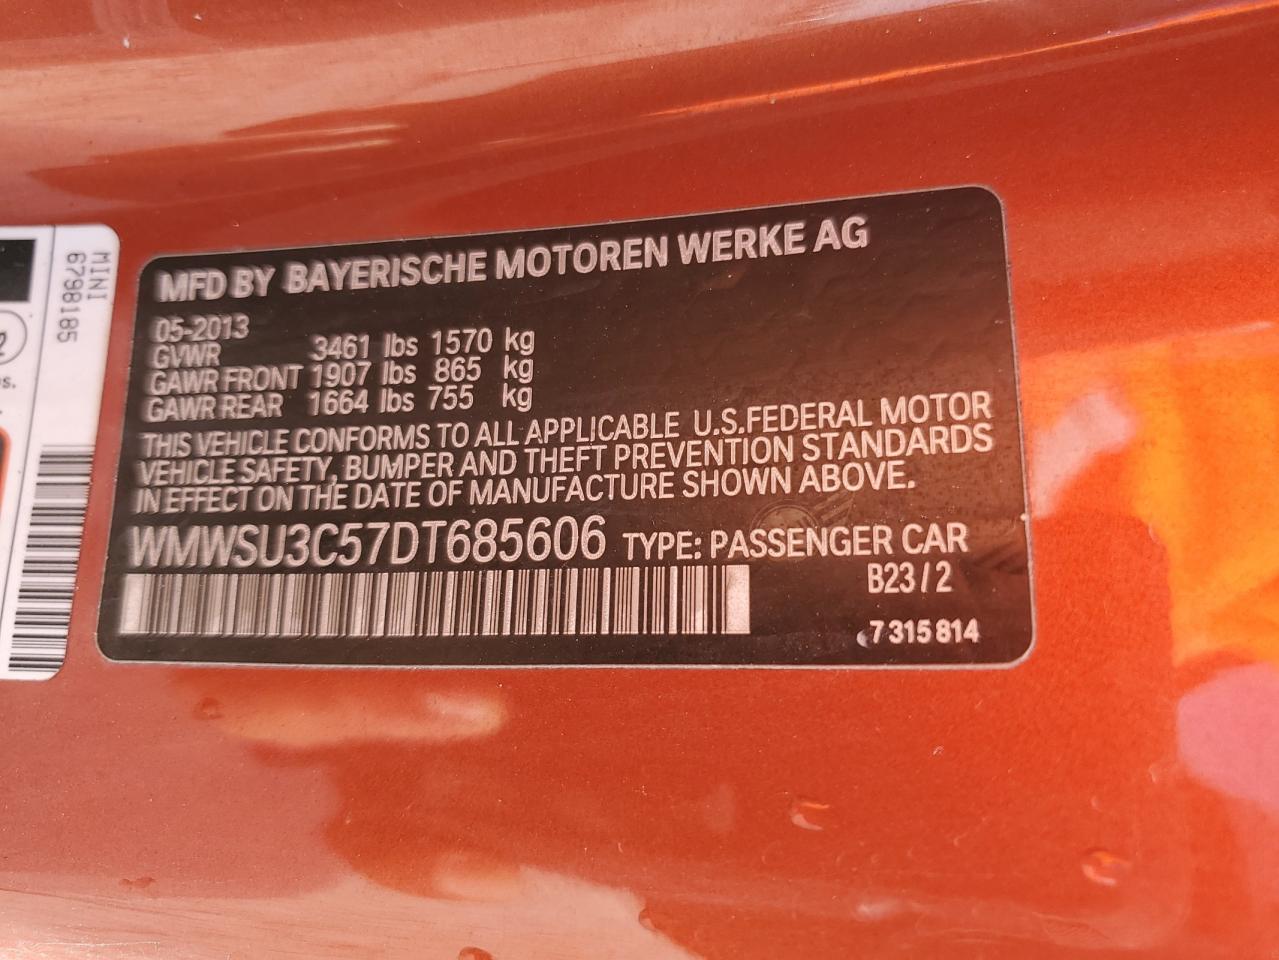 MFD BY BAYERISCHE MOTOREN WERKE AG
05-2013
GVWR 3461 lbs 1570 kg
GAWR FRONT 1907 lbs 865 kg
GAWR REAR 1664 lbs 755 kg
THIS VEHICLE CONFORMS TO ALL APPLICABLE U.S.FEDERAL MOTOR
VEHICLE SAFETY, BUMPER AND THEFT PREVENTION STANDARDS
IN EFFECT ON THE DATE OF MANUFACTURE SHOWN ABOVE.
WMWSU3C57DT685606 TYPE: PASSENGER CAR
B23/2
7 315 814
MINI
6798185